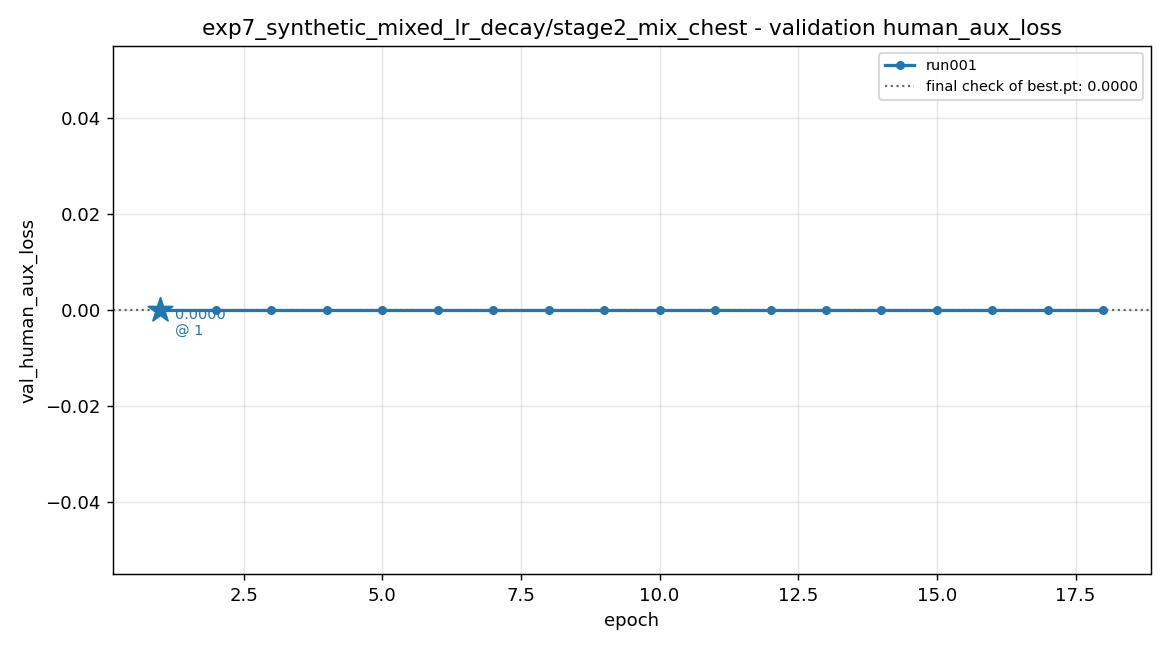 exp7_synthetic_mixed_lr_decay/stage2_mix_chest - validation human_aux_loss
run001
final check of best.pt: 0.0000
0.04
0.02
0.00
−0.02
−0.04
val_human_aux_loss
0.0000
@ 1
2.5 5.0 7.5 10.0 12.5 15.0 17.5
epoch